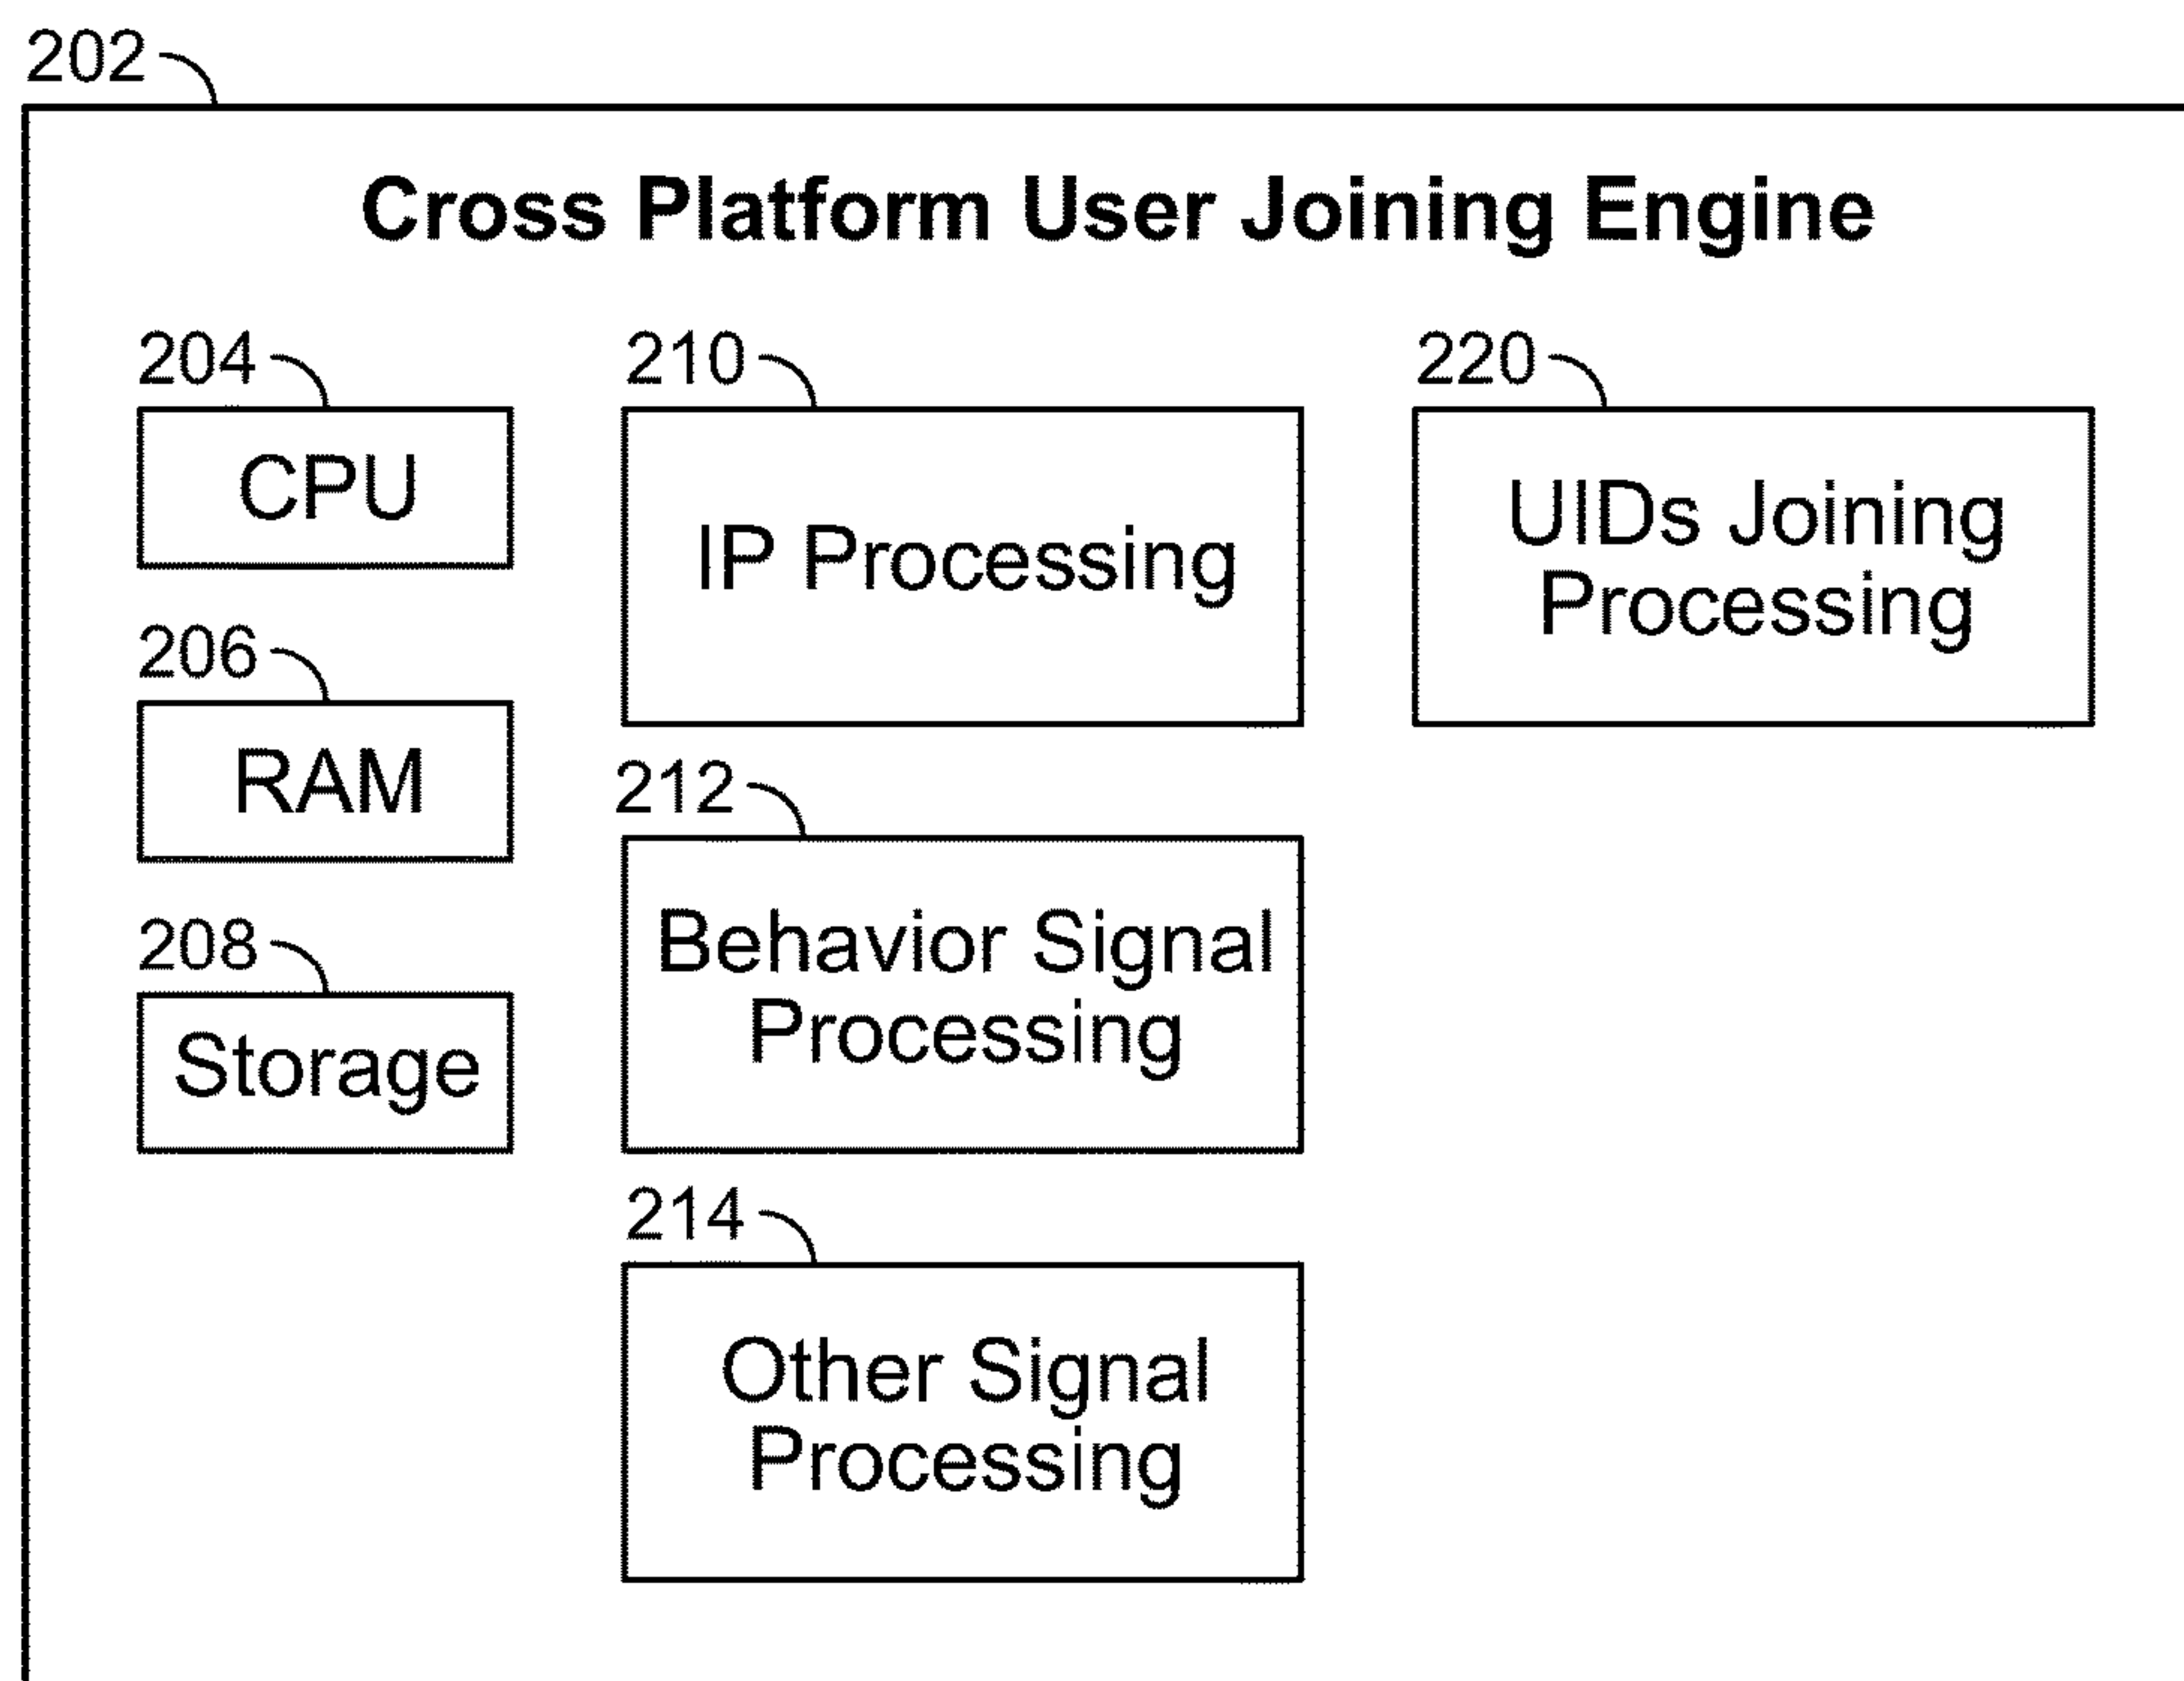 202
Cross Platform User Joining Engine
204
CPU
206
RAM
208
Storage
210
IP Processing
212
Behavior Signal
Processing
214
Other Signal
Processing
220
UIDs Joining
Processing